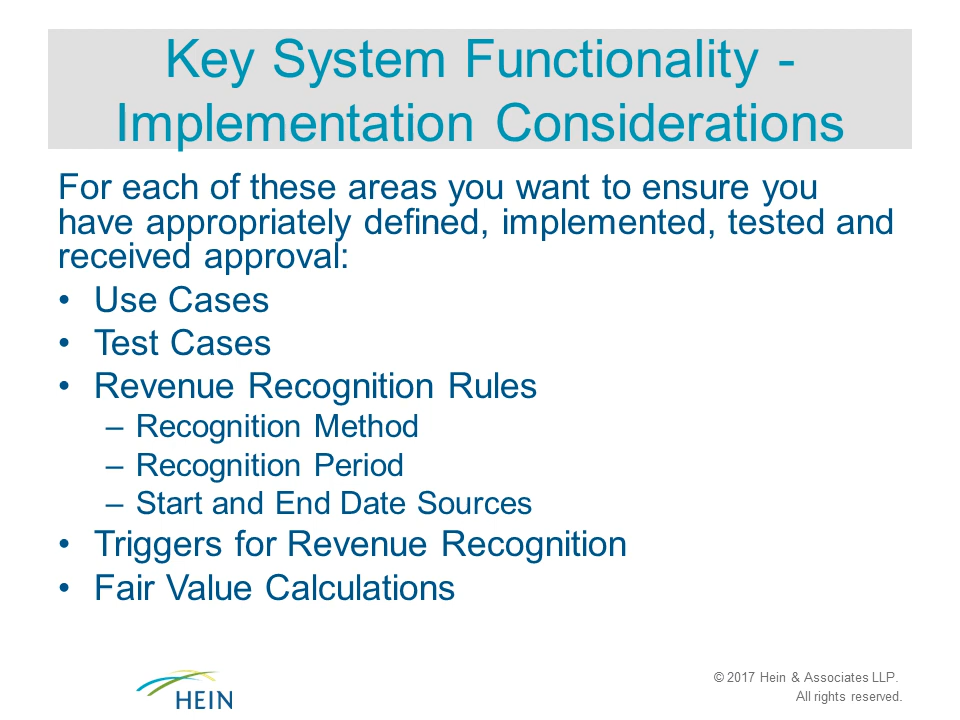 Key System Functionality -
Implementation Considerations
For each of these areas you want to ensure you
have appropriately defined, implemented, tested and
received approval:
• Use Cases
• Test Cases
• Revenue Recognition Rules
– Recognition Method
– Recognition Period
– Start and End Date Sources
• Triggers for Revenue Recognition
• Fair Value Calculations
HEIN
© 2017 Hein & Associates LLP.
All rights reserved.